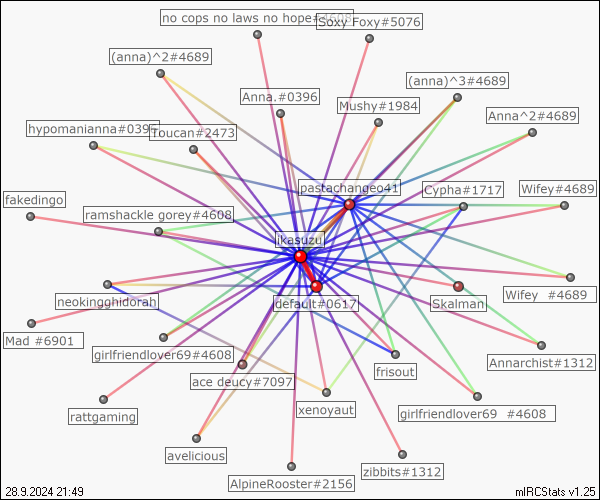 no cops no laws no hope#4608
Soxy Foxy#5076
(anna)^2#4689
(anna)^3#4689
Anna.#0396
Mushy#1984
Anna^2#4689
hypomanianna#0396
Toucan#2473
pastachangeo41
Cypha#1717
Wifey#4689
fakedingo
ramshackle gorey#4608
ikasuzu
neokingghidorah
default#0617
Skalman
Wifey #4689
Mad #6901
girlfriendlover69#4608
Annarchist#1312
frisout
ace deucy#7097
rattgaming
xenoyaut
girlfriendlover69 #4608
avelicious
zibbits#1312
AlpineRooster#2156
28.9.2024 21:49
mIRCStats v1.25